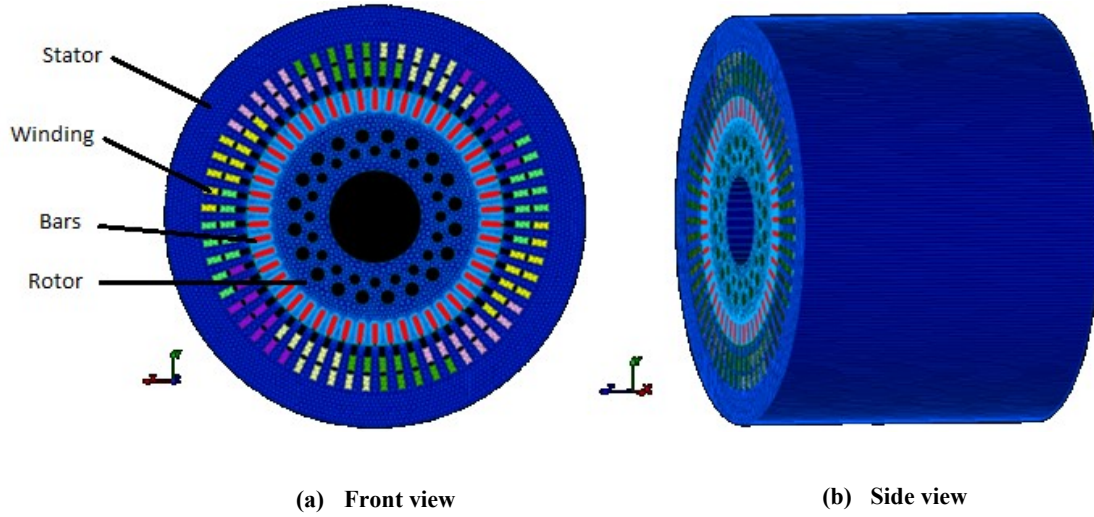 Stator
Winding
Bars
Rotor
(a) Front view
(b) Side view